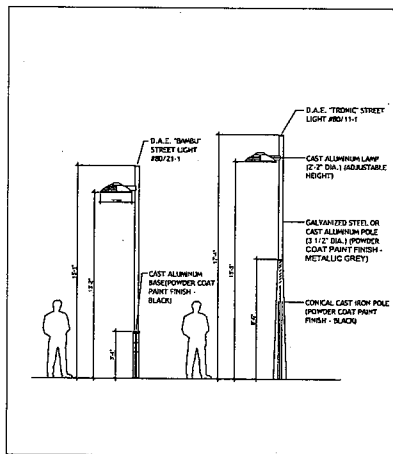 D.A.E. "BAMBU"
STREET LIGHT
#80/21-1
CAST ALUMINUM
BASE(POWDER COAT
PAINT FINISH -
BLACK)
D.A.E. "TRONIC" STREET
LIGHT #80/11-1
CAST ALUMINUM LAMP
(2'-2" DIA.) (ADJUSTABLE
HEIGHT)
GALVANIZED STEEL OR
CAST ALUMINUM POLE
(3 1/2" DIA.) (POWDER
COAT PAINT FINISH -
METALLIC GREY)
CONICAL CAST IRON POLE
(POWDER COAT PAINT
FINISH - BLACK)